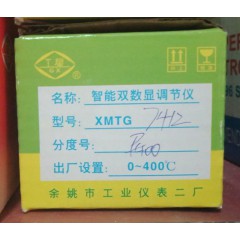 名称：智能双数显调节仪
型号：XMTG 7412
分度号：Pt100
出厂设置：0~400℃
余姚市工业仪表二厂